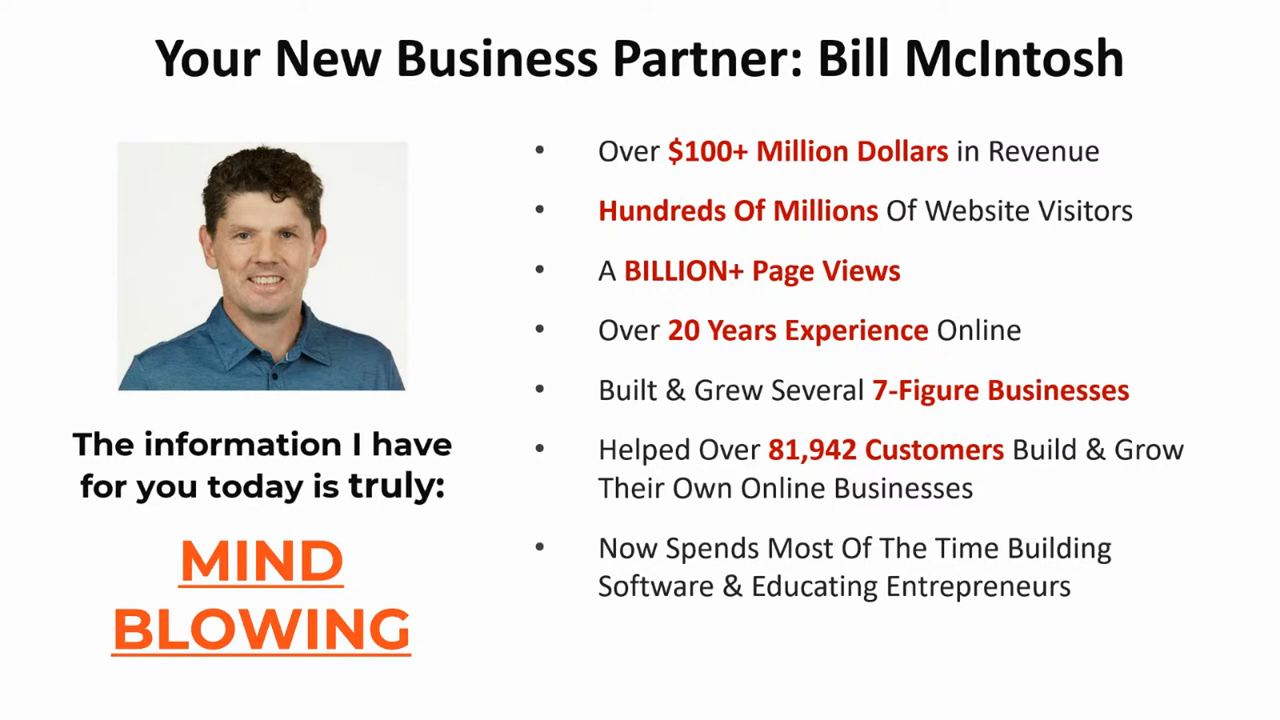 Your New Business Partner: Bill McIntosh
• Over $100+ Million Dollars in Revenue
• Hundreds Of Millions Of Website Visitors
• A BILLION+ Page Views
• Over 20 Years Experience Online
• Built & Grew Several 7-Figure Businesses
• Helped Over 81,942 Customers Build & Grow
Their Own Online Businesses
• Now Spends Most Of The Time Building
Software & Educating Entrepreneurs
The information I have
for you today is truly:
MIND
BLOWING